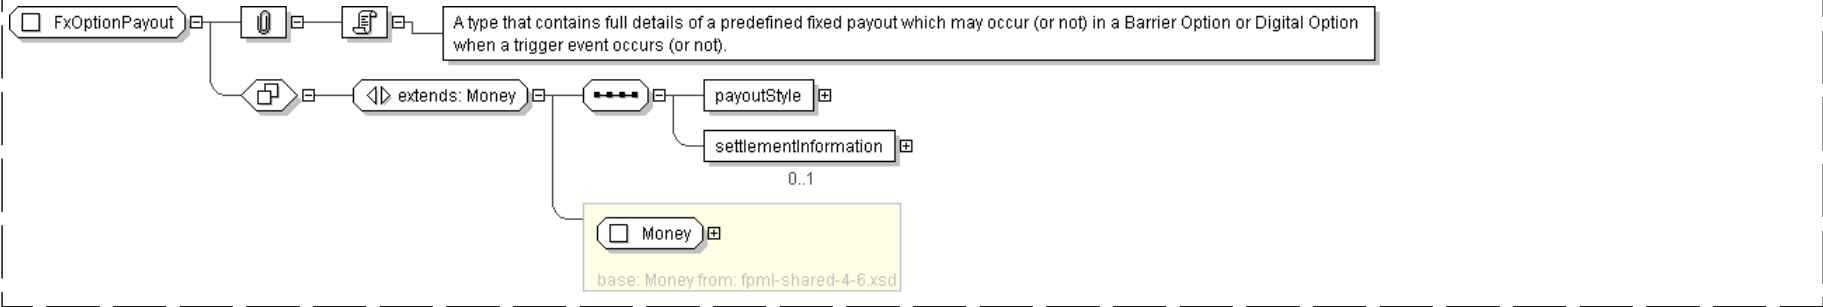 FxOptionPayout
A type that contains full details of a predefined fixed payout which may occur (or not) in a Barrier Option or Digital Option
when a trigger event occurs (or not).
extends: Money
payoutStyle
settlementInformation
0..1
Money
base: Money from: fpml-shared-4-6.xsd